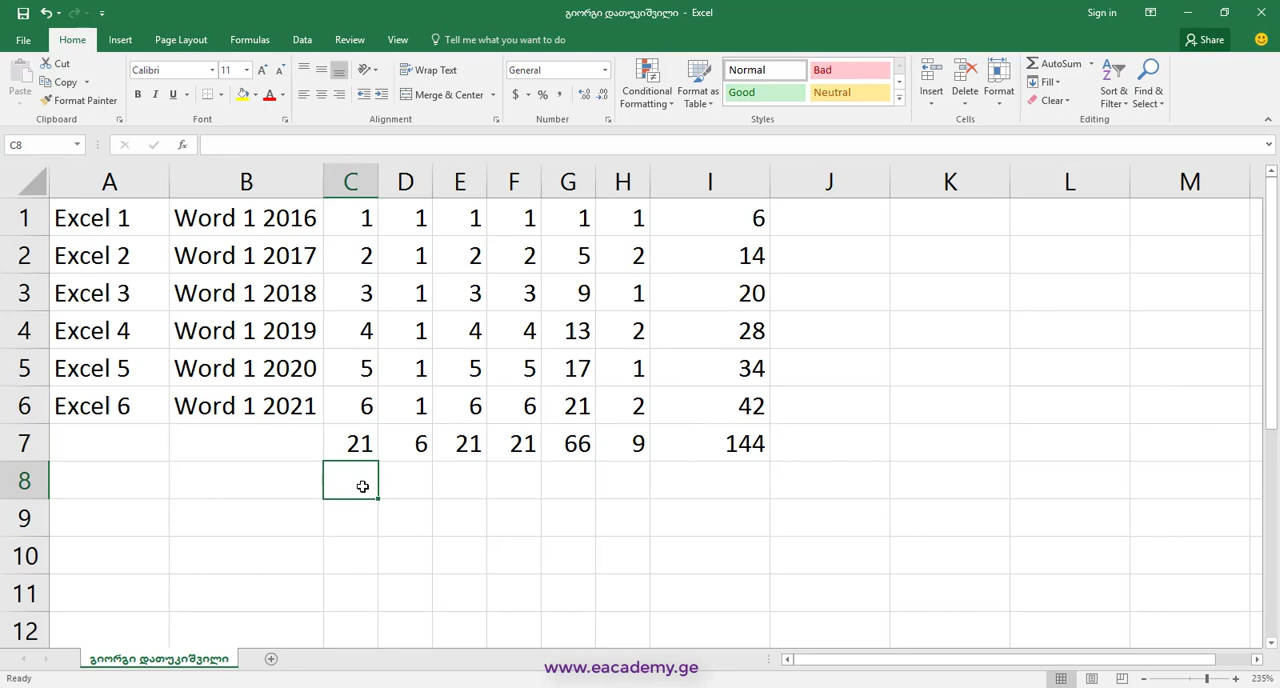 გიორგი დათუკიშვილი - Excel
Sign in
File Home Insert Page Layout Formulas Data Review View Tell me what you want to do Share
Paste Cut Copy Format Painter Clipboard
Calibri 11 B I U A Font
Wrap Text Merge & Center Alignment
General $ % , Number
Conditional Formatting Format as Table Normal Bad Good Neutral Styles
Insert Delete Format Cells
AutoSum Fill Clear Sort & Filter Find & Select Editing
C8 fx
A B C D E F G H I J K L M
1 Excel 1 Word 1 2016 1 1 1 1 1 1 6
2 Excel 2 Word 1 2017 2 1 2 2 5 2 14
3 Excel 3 Word 1 2018 3 1 3 3 9 1 20
4 Excel 4 Word 1 2019 4 1 4 4 13 2 28
5 Excel 5 Word 1 2020 5 1 5 5 17 1 34
6 Excel 6 Word 1 2021 6 1 6 6 21 2 42
7 21 6 21 21 66 9 144
8
9
10
11
12
გიორგი დათუკიშვილი
www.eacademy.ge
Ready
235%